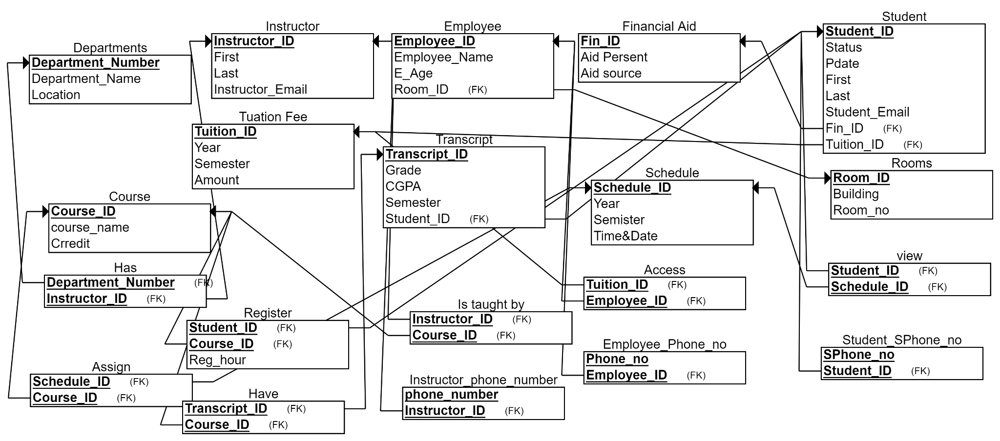 Departments
Department_Number
Department_Name
Location
Instructor
Instructor_ID
First
Last
Instructor_Email
Employee
Employee_ID
Employee_Name
E_Age
Room_ID (FK)
Financial Aid
Fin_ID
Aid Persent
Aid source
Student
Student_ID
Status
Pdate
First
Last
Student_Email
Fin_ID (FK)
Tuition_ID (FK)
Tuation Fee
Tuition_ID
Year
Semester
Amount
Transcript
Transcript_ID
Grade
CGPA
Semester
Student_ID (FK)
Schedule
Schedule_ID
Year
Semister
Time&Date
Rooms
Room_ID
Building
Room_no
Course
Course_ID
course_name
Crredit
Has
Department_Number (FK)
Instructor_ID (FK)
Register
Student_ID (FK)
Course_ID (FK)
Reg_hour
Is taught by
Instructor_ID (FK)
Course_ID (FK)
Access
Tuition_ID (FK)
Employee_ID (FK)
view
Student_ID (FK)
Schedule_ID (FK)
Assign
Schedule_ID (FK)
Course_ID (FK)
Have
Transcript_ID (FK)
Course_ID (FK)
Instructor_phone_number
phone_number
Instructor_ID (FK)
Employee_Phone_no
Phone_no
Employee_ID (FK)
Student_SPhone_no
SPhone_no
Student_ID (FK)